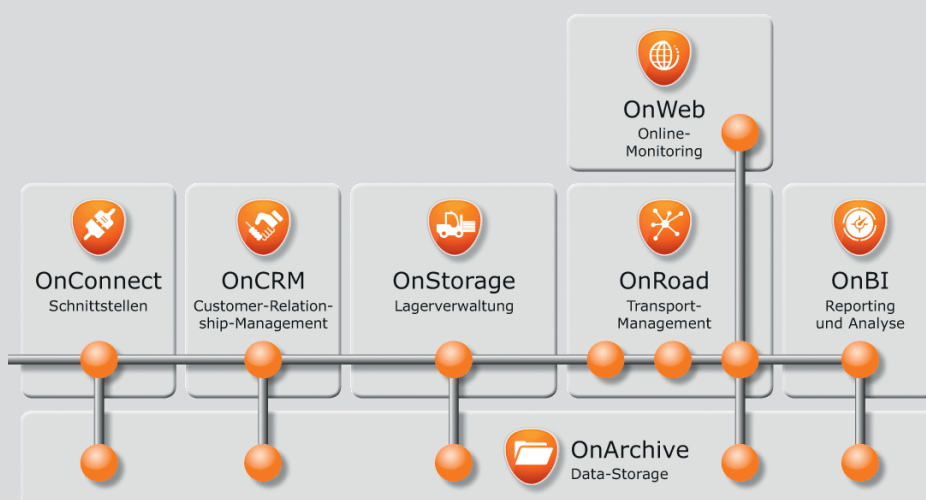 OnWeb
Online-
Monitoring
OnConnect
Schnittstellen
OnCRM
Customer-Relation-
ship-Management
OnStorage
Lagerverwaltung
OnRoad
Transport-
Management
OnBI
Reporting
und Analyse
OnArchive
Data-Storage